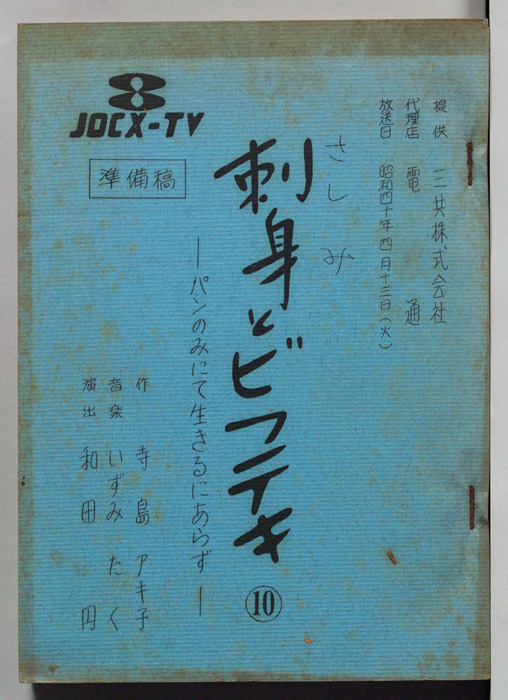 JOCX-TV
準備稿
提供 三共株式会社
代理店 電通
放送日 昭和四十年四月十三日(火)
さしみ
刺身とビフテキ
⑩
―パンのみにて生きるにあらず―
作 寺島アキ子
音楽 いずみたく
演出 和田円